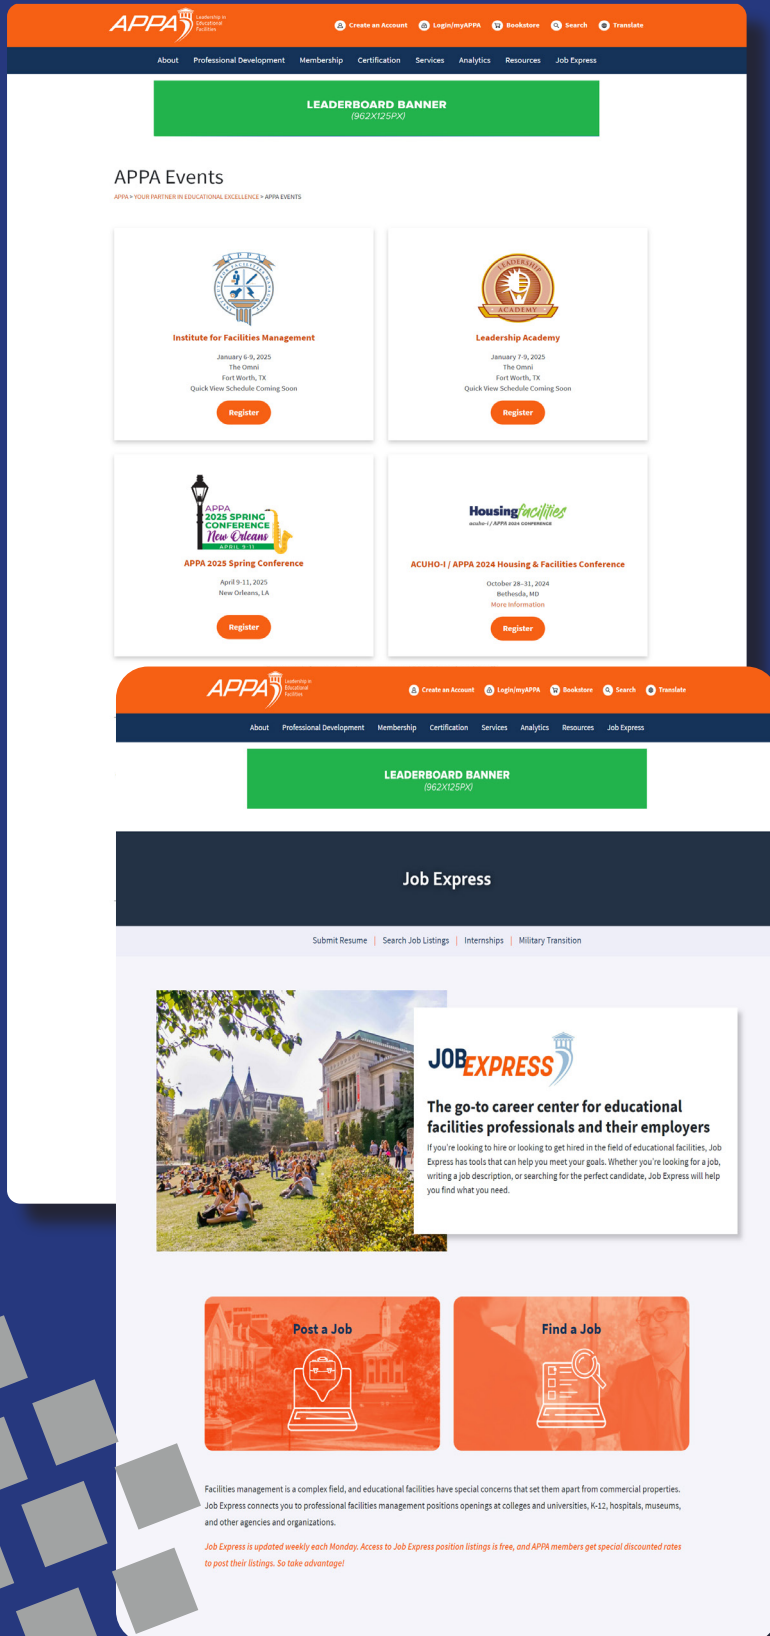 APPA
Leadership in
Educational
Facilities
Create an Account
Login/myAPPA
Bookstore
Search
Translate
About Professional Development Membership Certification Services Analytics Resources Job Express
LEADERBOARD BANNER
(962X125PX)
APPA Events
APPA > YOUR PARTNER IN EDUCATIONAL EXCELLENCE > APPA EVENTS
APPA
INSTITUTE FOR FACILITIES MANAGEMENT
Institute for Facilities Management
January 6-9, 2025
The Omni
Fort Worth, TX
Quick View Schedule Coming Soon
Register
LEADERSHIP
ACADEMY
Leadership Academy
January 7-9, 2025
The Omni
Fort Worth, TX
Quick View Schedule Coming Soon
Register
APPA
2025 SPRING
CONFERENCE
New Orleans
APRIL 9-11
APPA 2025 Spring Conference
April 9-11, 2025
New Orleans, LA
Register
Housing facilities
acuho-i / APPA 2024 CONFERENCE
ACUHO-I / APPA 2024 Housing & Facilities Conference
October 28-31, 2024
Bethesda, MD
More Information
Register
APPA
Leadership in
Educational
Facilities
Create an Account
Login/myAPPA
Bookstore
Search
Translate
About Professional Development Membership Certification Services Analytics Resources Job Express
LEADERBOARD BANNER
(962X125PX)
Job Express
Submit Resume | Search Job Listings | Internships | Military Transition
JOB EXPRESS
The go-to career center for educational
facilities professionals and their employers
If you're looking to hire or looking to get hired in the field of educational facilities, Job
Express has tools that can help you meet your goals. Whether you're looking for a job,
writing a job description, or searching for the perfect candidate, Job Express will help
you find what you need.
Post a Job
Find a Job
Facilities management is a complex field, and educational facilities have special concerns that set them apart from commercial properties.
Job Express connects you to professional facilities management positions openings at colleges and universities, K-12, hospitals, museums,
and other agencies and organizations.
Job Express is updated weekly each Monday. Access to Job Express position listings is free, and APPA members get special discounted rates
to post their listings. So take advantage!